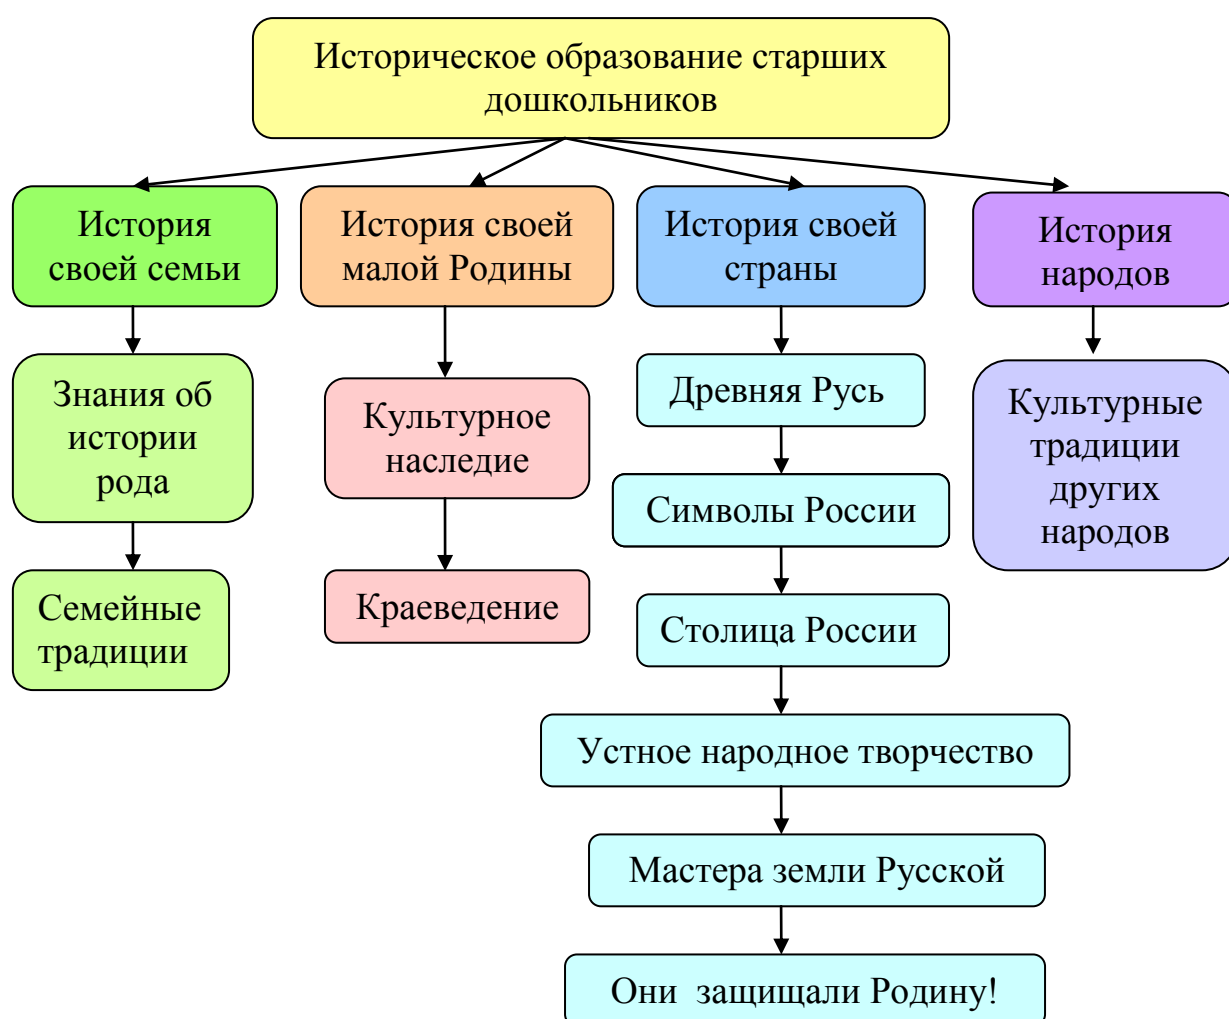 Историческое образование старших
дошкольников
История
своей семьи
История своей
малой Родины
История своей
страны
История
народов
Знания об
истории
рода
Семейные
традиции
Культурное
наследие
Краеведение
Древняя Русь
Символы России
Столица России
Устное народное творчество
Мастера земли Русской
Они защищали Родину!
Культурные
традиции
других
народов